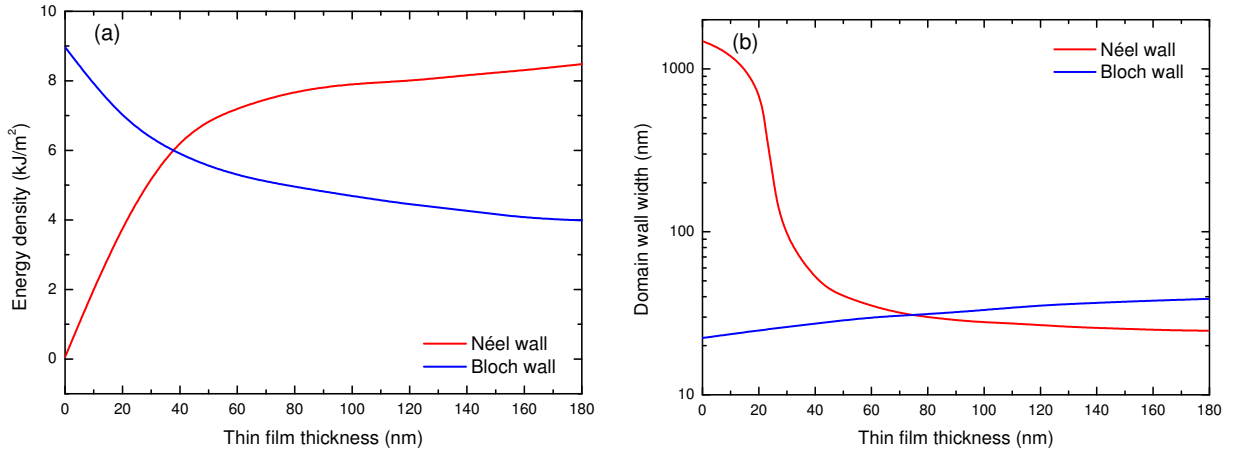 (a)
Energy density (kJ/m²)
10
8
6
4
2
0
Néel wall
Bloch wall
0 20 40 60 80 100 120 140 160 180
Thin film thickness (nm)
(b)
Domain wall width (nm)
1000
100
10
Néel wall
Bloch wall
0 20 40 60 80 100 120 140 160 180
Thin film thickness (nm)